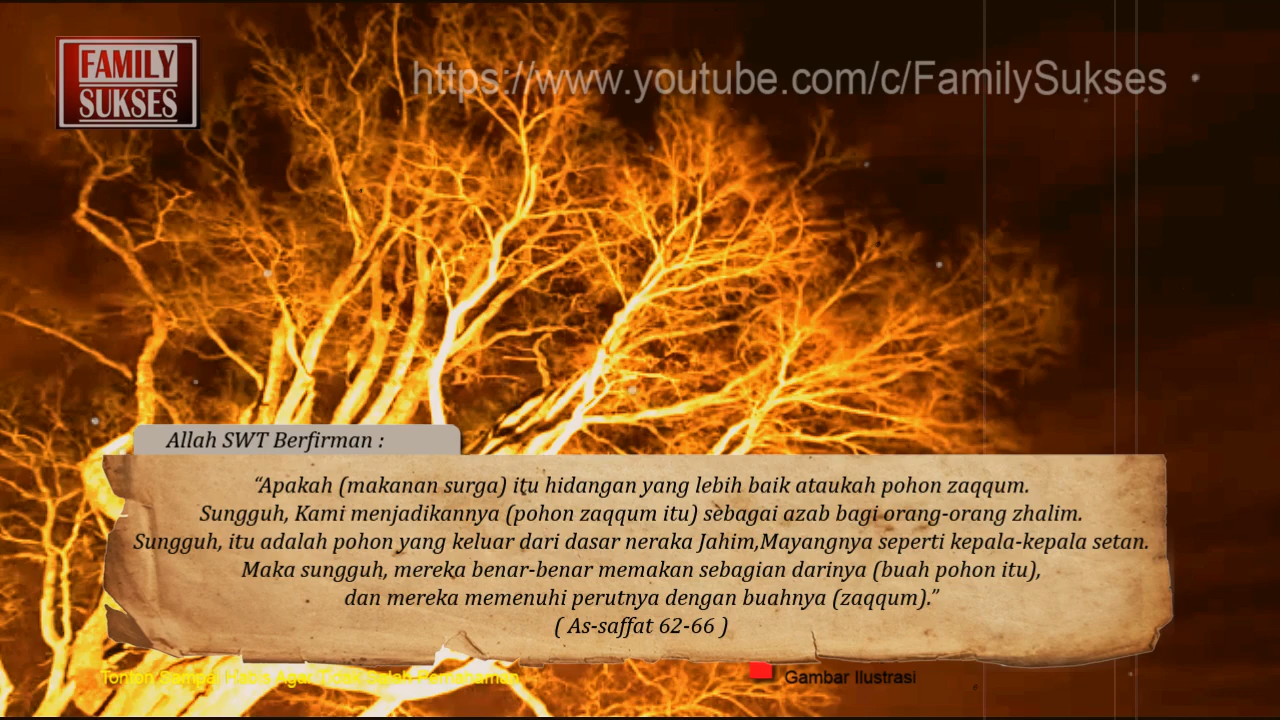 FAMILY
SUKSES
https://www.youtube.com/c/FamilySukses
Allah SWT Berfirman :
“Apakah (makanan surga) itu hidangan yang lebih baik ataukah pohon zaqqum.
Sungguh, Kami menjadikannya (pohon zaqqum itu) sebagai azab bagi orang-orang zhalim.
Sungguh, itu adalah pohon yang keluar dari dasar neraka Jahim,Mayangnya seperti kepala-kepala setan.
Maka sungguh, mereka benar-benar memakan sebagian darinya (buah pohon itu),
dan mereka memenuhi perutnya dengan buahnya (zaqqum).”
( As-saffat 62-66 )
Tonton Sampai Habis Agar Tidak Salah Pemahaman
Gambar Ilustrasi